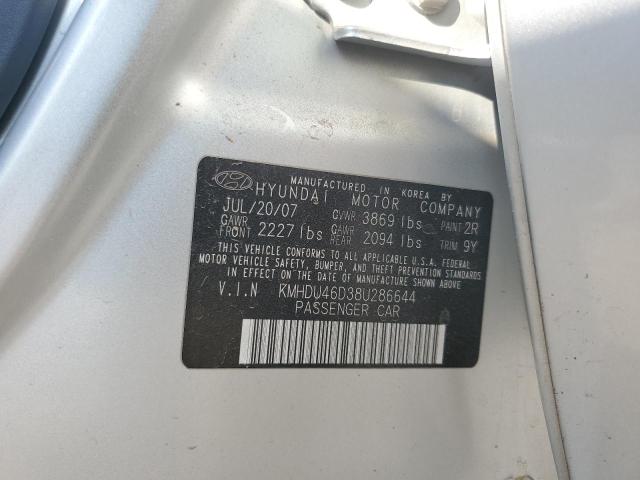 MANUFACTURED IN KOREA BY
HYUNDAI MOTOR COMPANY
JUL/20/07 GVWR 3869 lbs PAINT 2R
GAWR FRONT 2227 lbs GAWR REAR 2094 lbs TRIM 9Y
THIS VEHICLE CONFORMS TO ALL APPLICABLE U.S.A. FEDERAL
MOTOR VEHICLE SAFETY, BUMPER, AND THEFT PREVENTION
STANDARDS IN EFFECT ON THE DATE OF MANUFACTURE SHOWN ABOVE
V.I.N KMHDU46D38U286644
PASSENGER CAR